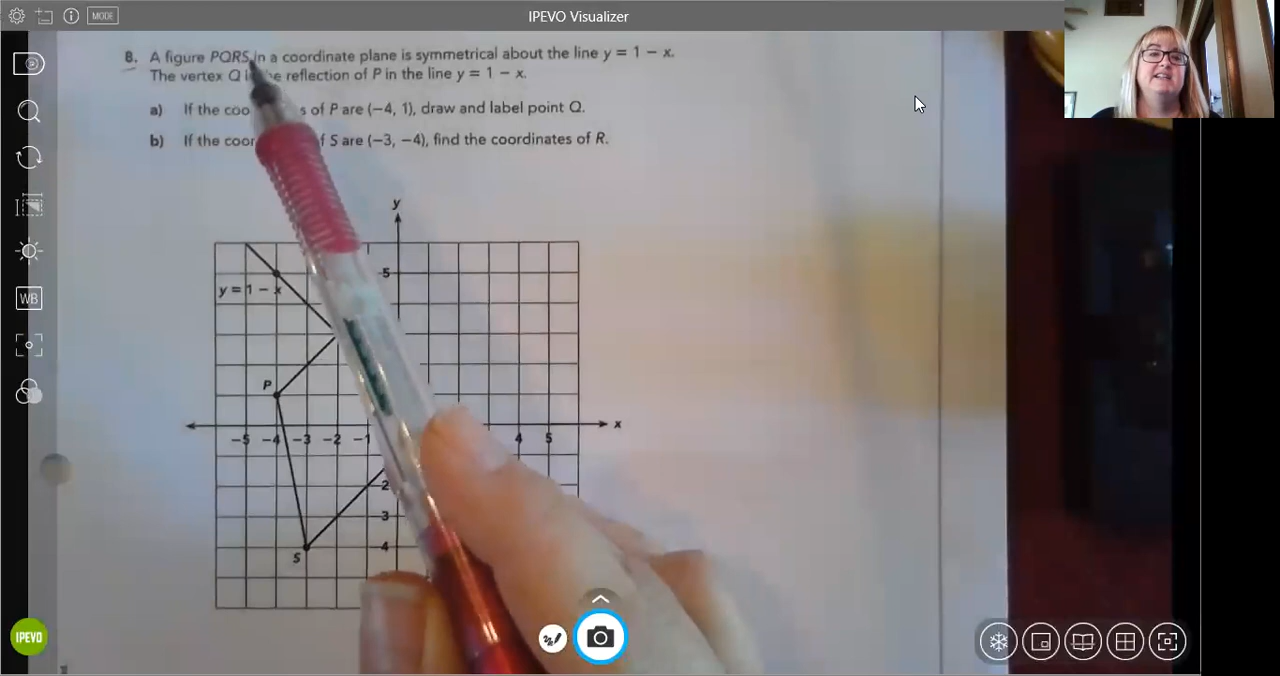 MODE
IPEVO Visualizer
8. A figure PQRS in a coordinate plane is symmetrical about the line y = 1 − x.
The vertex Q i the reflection of P in the line y = 1 − x.
a) If the coo s of P are (−4, 1), draw and label point Q.
b) If the coor f S are (−3, −4), find the coordinates of R.
y
5
y = 1 − x
P
x
−5 −4 −3 −2 −1 4 5
−2
−3
−4
S
WB
IPEVO